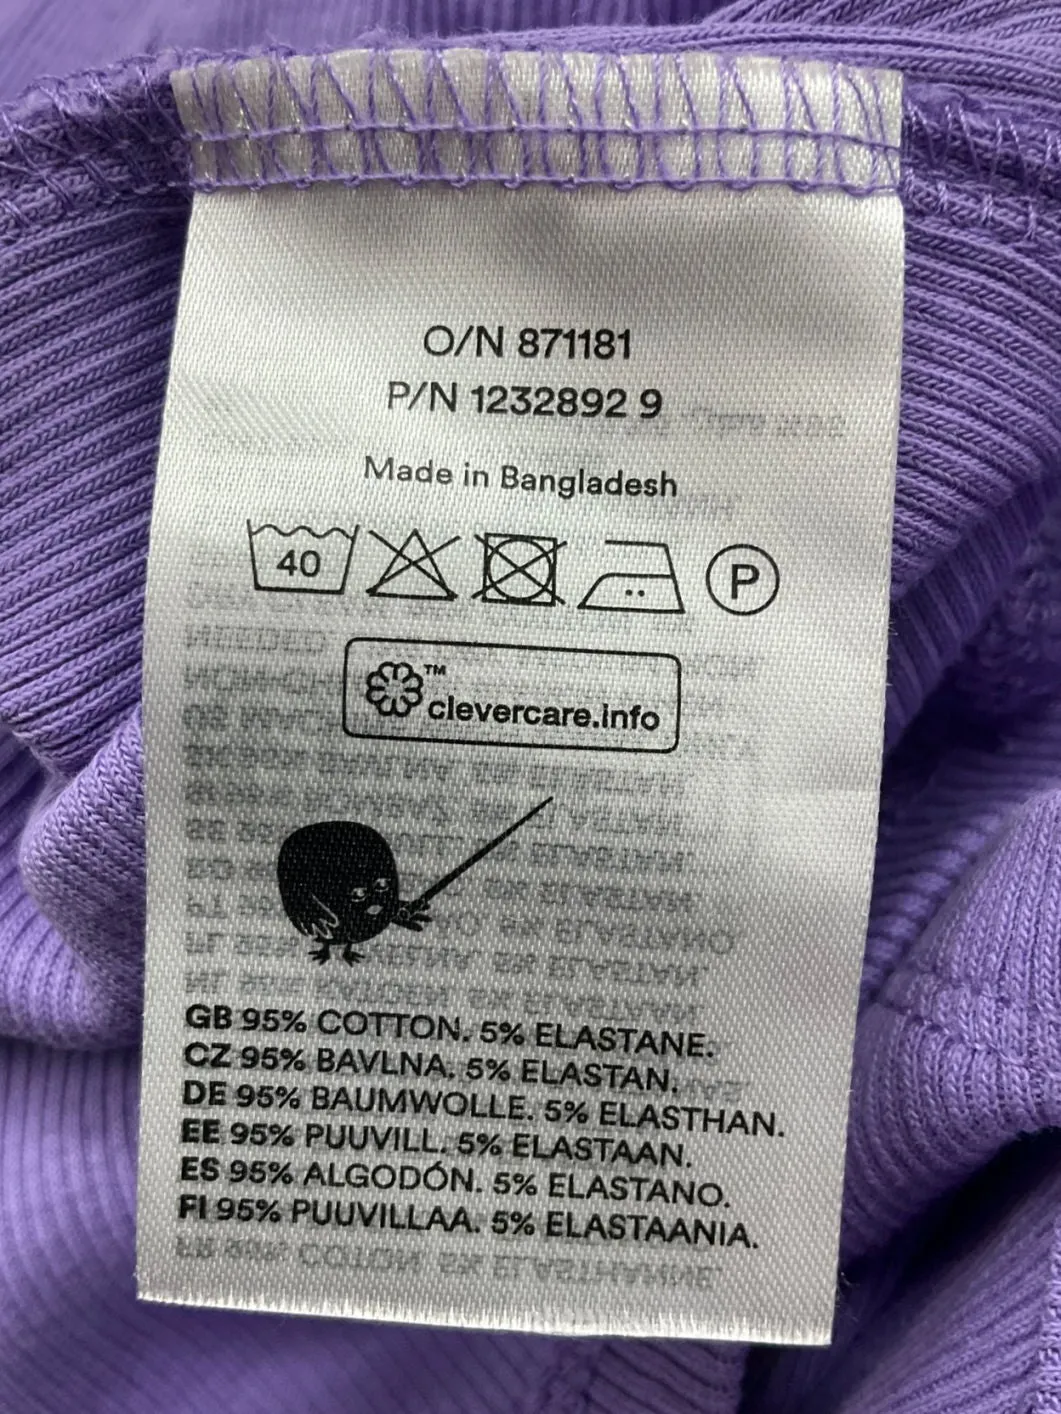 O/N 871181
P/N 1232892 9
Made in Bangladesh
40
P
™
clevercare.info
GB 95% COTTON. 5% ELASTANE.
CZ 95% BAVLNA. 5% ELASTAN.
DE 95% BAUMWOLLE. 5% ELASTHAN.
EE 95% PUUVILL. 5% ELASTAAN.
ES 95% ALGODÓN. 5% ELASTANO.
FI 95% PUUVILLAA. 5% ELASTAANIA.